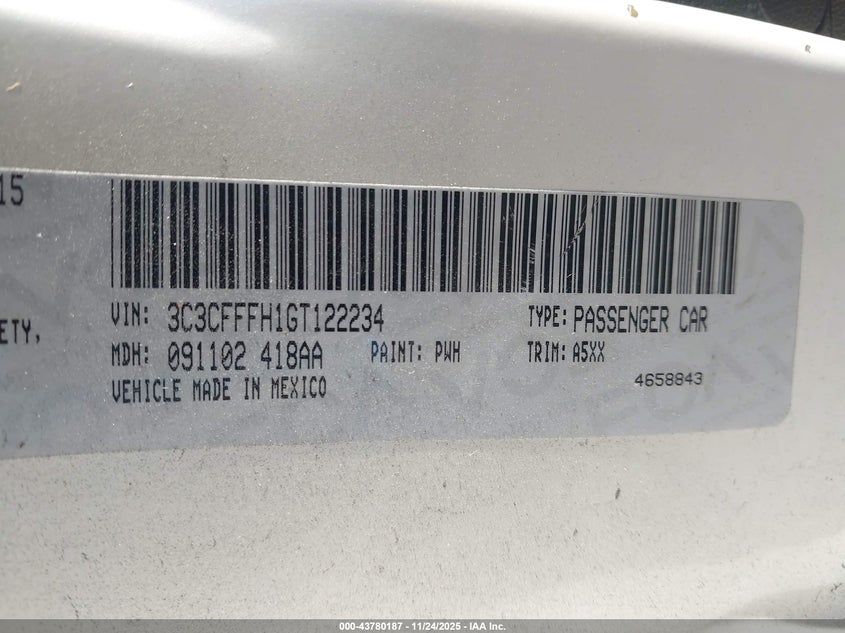 15
ETY,
VIN: 3C3CFFFH1GT122234 TYPE: PASSENGER CAR
MDH: 091102 418AA PAINT: PWH TRIM: A5XX
VEHICLE MADE IN MEXICO 4658843
000-43780187 - 11/24/2025 - IAA Inc.